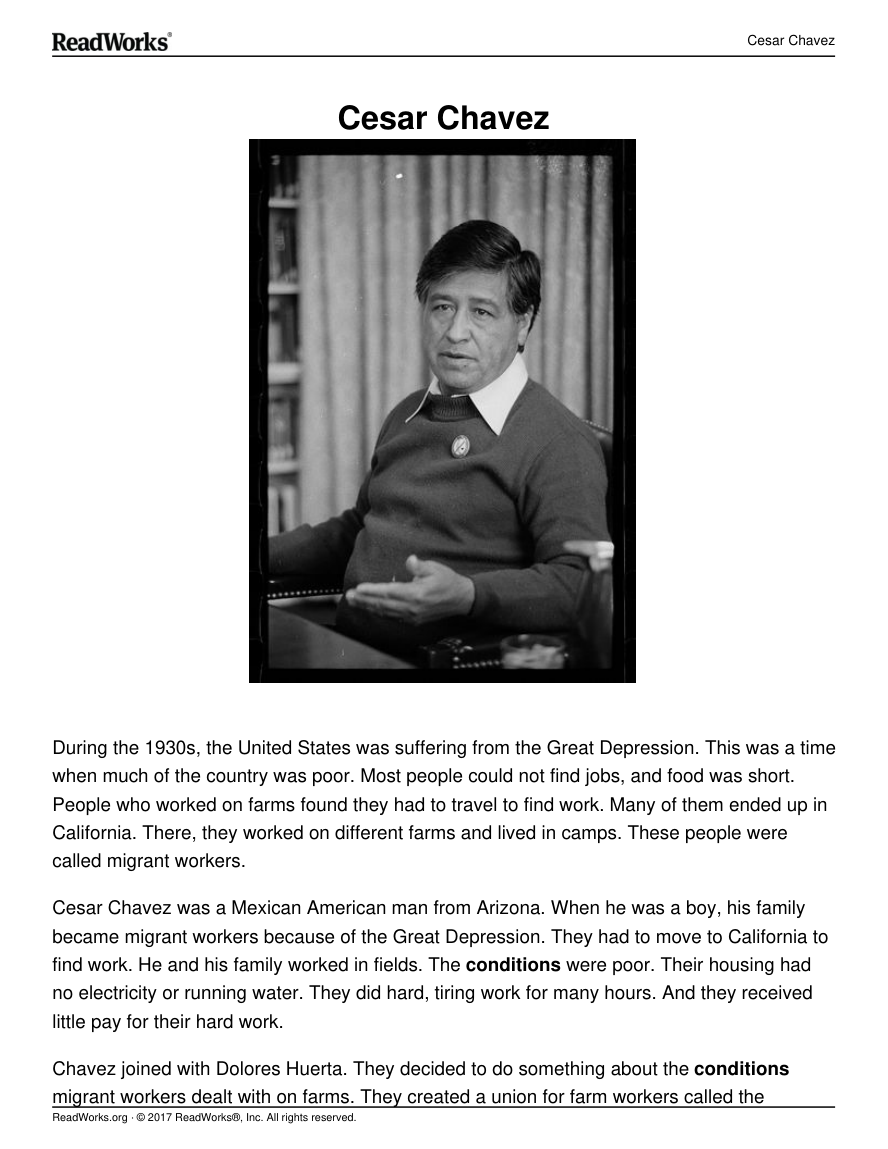 ReadWorks®
Cesar Chavez
Cesar Chavez
During the 1930s, the United States was suffering from the Great Depression. This was a time
when much of the country was poor. Most people could not find jobs, and food was short.
People who worked on farms found they had to travel to find work. Many of them ended up in
California. There, they worked on different farms and lived in camps. These people were
called migrant workers.
Cesar Chavez was a Mexican American man from Arizona. When he was a boy, his family
became migrant workers because of the Great Depression. They had to move to California to
find work. He and his family worked in fields. The conditions were poor. Their housing had
no electricity or running water. They did hard, tiring work for many hours. And they received
little pay for their hard work.
Chavez joined with Dolores Huerta. They decided to do something about the conditions
migrant workers dealt with on farms. They created a union for farm workers called the
ReadWorks.org · © 2017 ReadWorks®, Inc. All rights reserved.